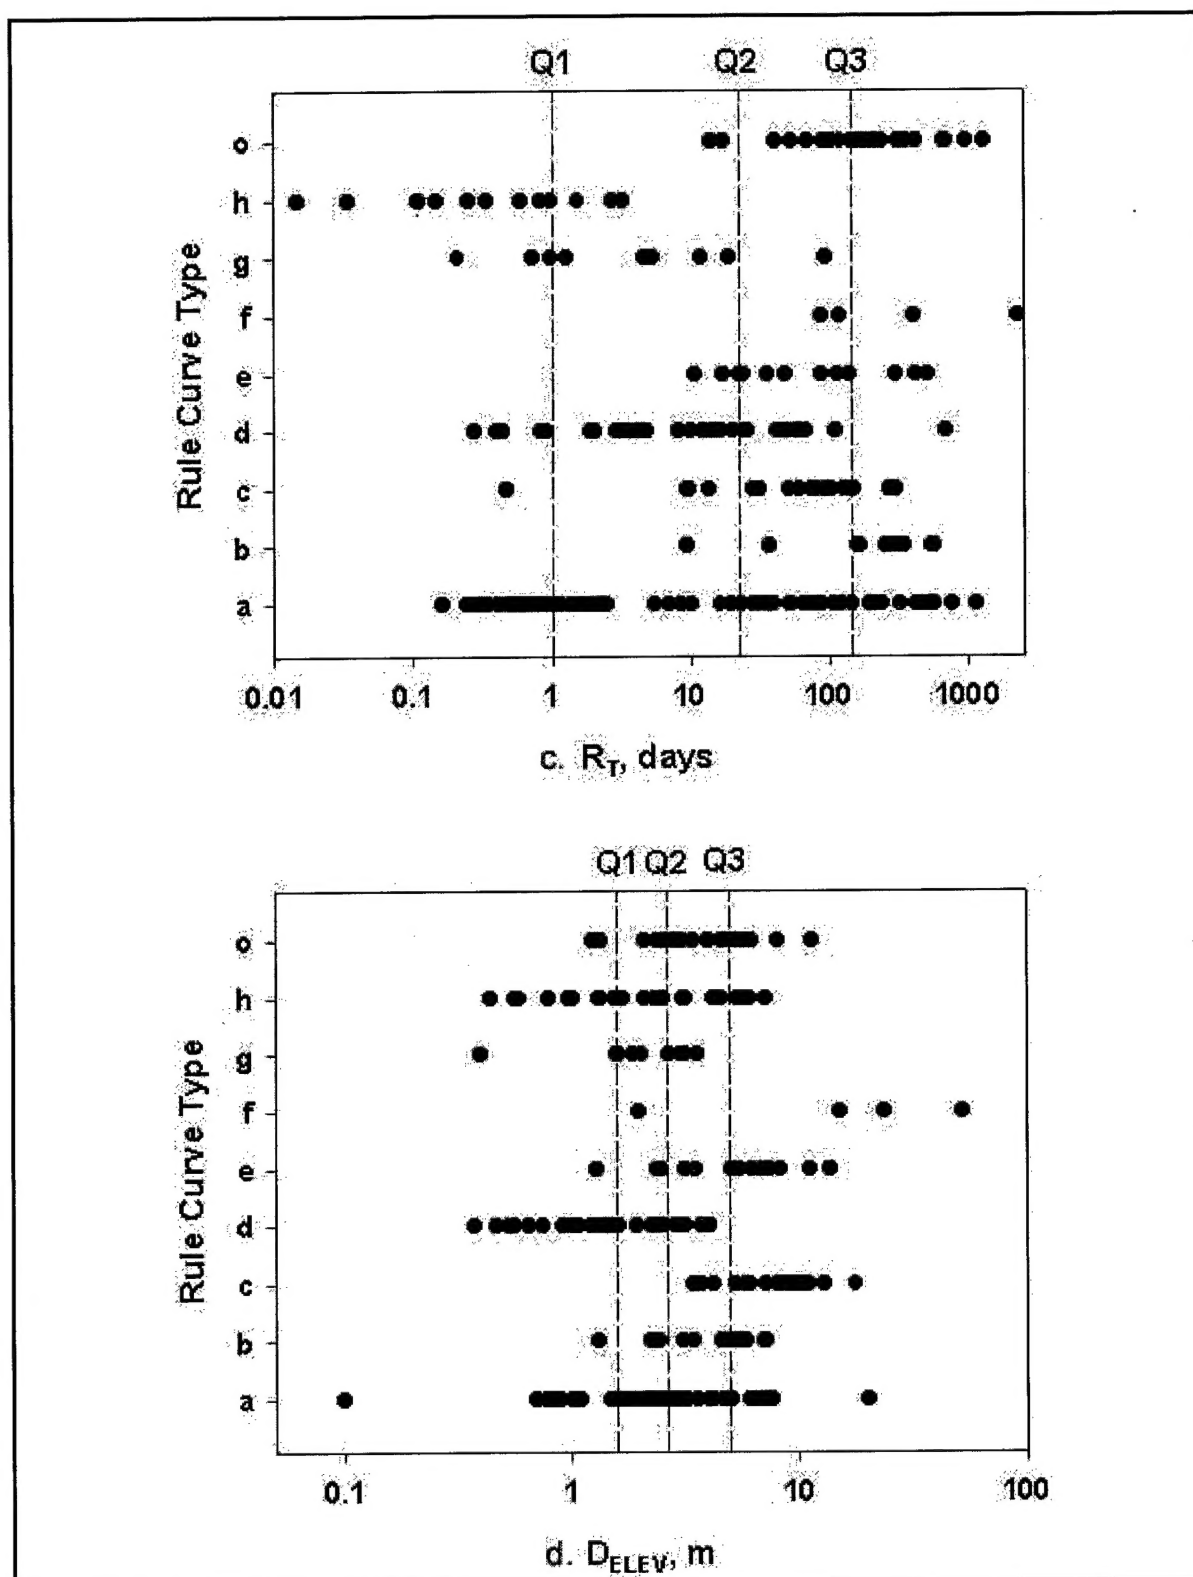 Q1 Q2 Q3
Rule Curve Type
o
h
g
f
e
d
c
b
a
0.01 0.1 1 10 100 1000
c. R_T, days
Q1 Q2 Q3
Rule Curve Type
o
h
g
f
e
d
c
b
a
0.1 1 10 100
d. D_ELEV, m